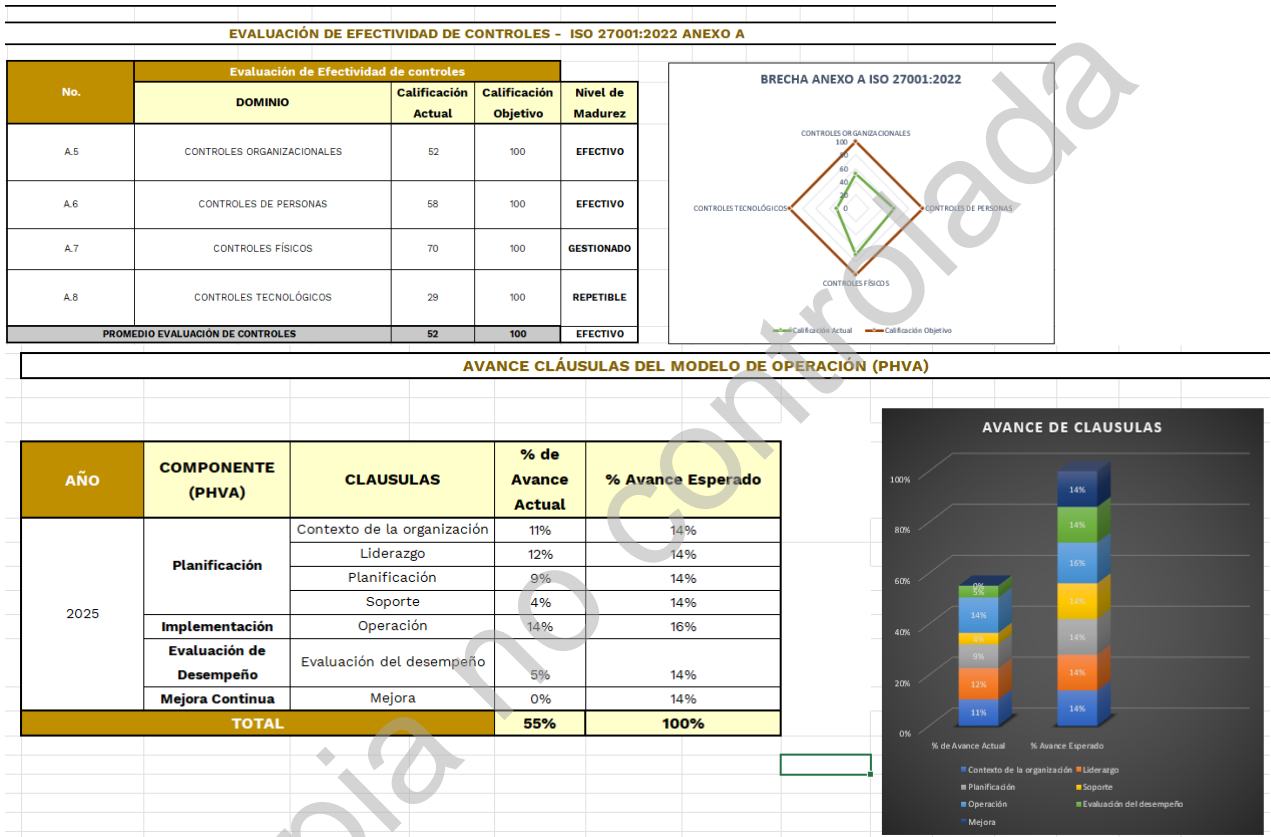 EVALUACIÓN DE EFECTIVIDAD DE CONTROLES - ISO 27001:2022 ANEXO A
No.
Evaluación de Efectividad de controles
DOMINIO
Calificación Actual
Calificación Objetivo
Nivel de Madurez
A.5 CONTROLES ORGANIZACIONALES 52 100 EFECTIVO
A.6 CONTROLES DE PERSONAS 58 100 EFECTIVO
A.7 CONTROLES FÍSICOS 70 100 GESTIONADO
A.8 CONTROLES TECNOLÓGICOS 29 100 REPETIBLE
PROMEDIO EVALUACIÓN DE CONTROLES 52 100 EFECTIVO
BRECHA ANEXO A ISO 27001:2022
CONTROLES ORGANIZACIONALES
100
80
60
40
20
0
CONTROLES TECNOLÓGICOS
CONTROLES DE PERSONAS
CONTROLES FÍSICOS
Calificación Actual
Calificación Objetivo
AVANCE CLÁUSULAS DEL MODELO DE OPERACIÓN (PHVA)
AÑO
COMPONENTE (PHVA)
CLAUSULAS
% de Avance Actual
% Avance Esperado
2025
Planificación
Contexto de la organización 11% 14%
Liderazgo 12% 14%
Planificación 9% 14%
Soporte 4% 14%
Implementación Operación 14% 16%
Evaluación de Desempeño
Evaluación del desempeño 5% 14%
Mejora Continua Mejora 0% 14%
TOTAL 55% 100%
AVANCE DE CLAUSULAS
100%
80%
60%
40%
20%
0%
0%
5%
14%
4%
9%
12%
11%
14%
14%
16%
14%
14%
14%
14%
% de Avance Actual
% Avance Esperado
Contexto de la organización
Liderazgo
Planificación
Soporte
Operación
Evaluación del desempeño
Mejora
pia no controlada